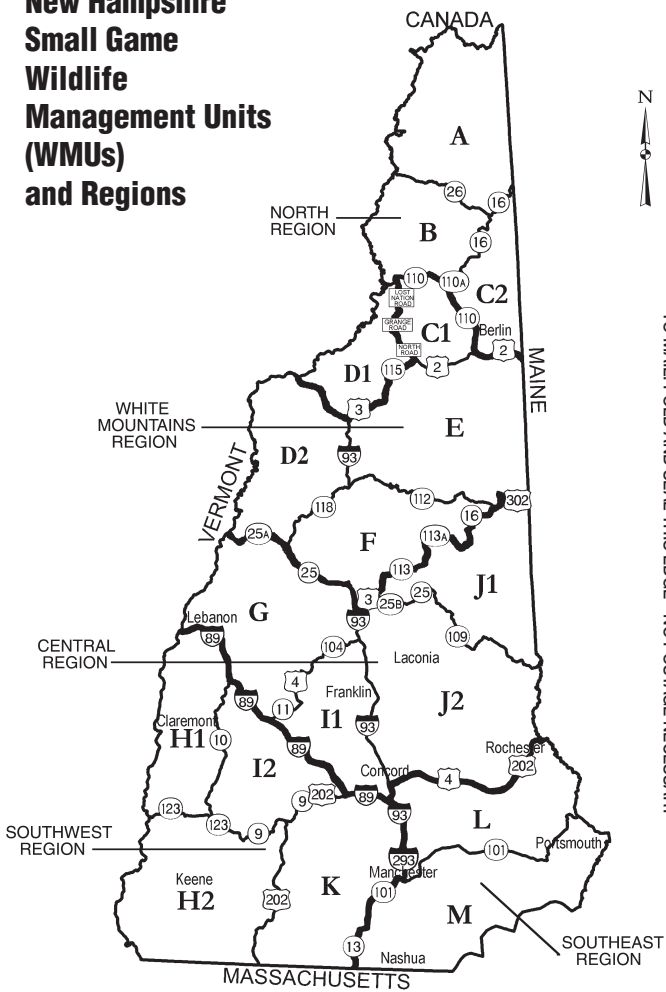 New Hampshire
Small Game
Wildlife
Management Units
(WMUs)
and Regions
CANADA
N
A
26
16
NORTH
REGION
B
16
110
110A
LOST
NATION
ROAD
C2
GRANGE
ROAD
C1
110
Berlin
NORTH
ROAD
2
2
MAINE
D1
115
3
WHITE
MOUNTAINS
REGION
E
D2
93
VERMONT
118
112
302
16
25A
F
113A
25
113
3
25B
25
J1
G
93
Lebanon
89
109
104
CENTRAL
REGION
Laconia
4
89
Franklin
11
I1
J2
93
Claremont
H1
10
89
Rochester
202
I2
Concord
4
202
89
9
123
123
9
93
L
SOUTHWEST
REGION
101
Portsmouth
293
Manchester
Keene
H2
K
101
202
M
13
Nashua
SOUTHEAST
REGION
MASSACHUSETTS